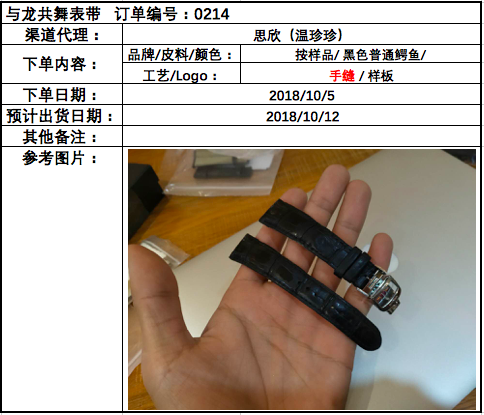 与龙共舞表带 订单编号：0214
渠道代理： 思欣（温珍珍）
下单内容： 品牌/皮料/颜色： 按样品/ 黑色普通鳄鱼/
工艺/Logo： 手缝 / 样板
下单日期： 2018/10/5
预计出货日期： 2018/10/12
其他备注：
参考图片：